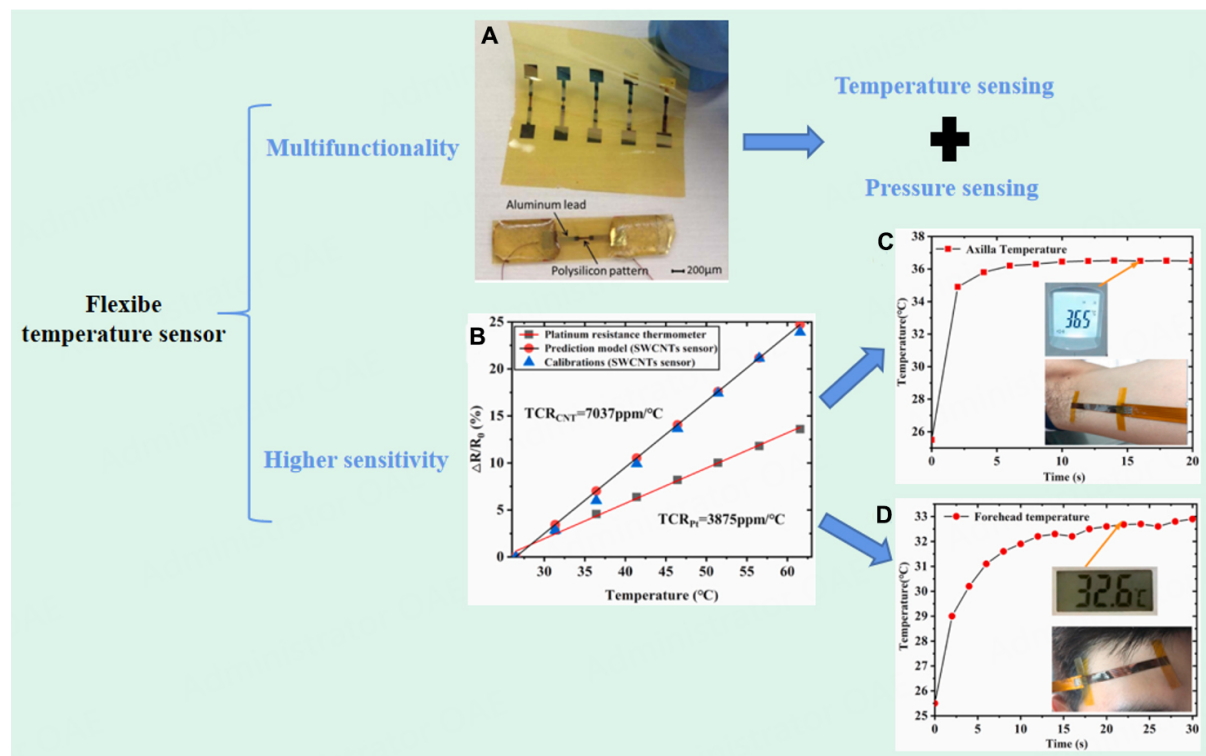 A
Temperature sensing
Multifunctionality
Pressure sensing
Aluminum lead
Polysilicon pattern
200μm
Flexibe
temperature sensor
Higher sensitivity
B
Platinum resistance thermometer
Prediction model (SWCNTs sensor)
Calibrations (SWCNTs sensor)
TCR_CNT=7037ppm/°C
TCR_Pt=3875ppm/°C
ΔR/R₀ (%)
25
20
15
10
5
0
30 35 40 45 50 55 60
Temperature (°C)
C
Axilla Temperature
36.5
Temperature(°C)
38
36
34
32
30
28
26
0 5 10 15 20
Time (s)
D
Forehead temperature
32.6℃
Temperature(°C)
33
32
31
30
29
28
27
26
25
0 5 10 15 20 25 30
Time (s)